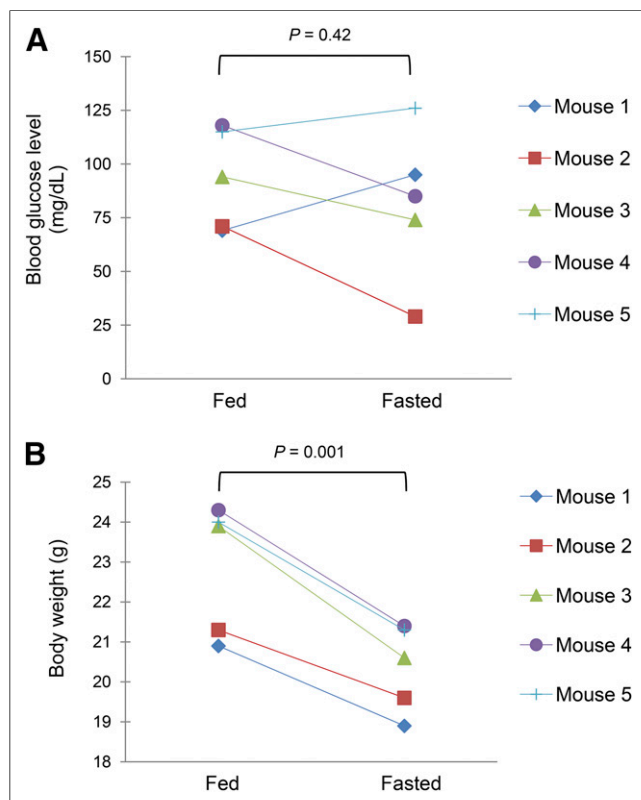 A
P = 0.42
Blood glucose level
(mg/dL)
150
125
100
75
50
25
0
Fed
Fasted
Mouse 1
Mouse 2
Mouse 3
Mouse 4
Mouse 5
B
P = 0.001
Body weight (g)
25
24
23
22
21
20
19
18
Fed
Fasted
Mouse 1
Mouse 2
Mouse 3
Mouse 4
Mouse 5